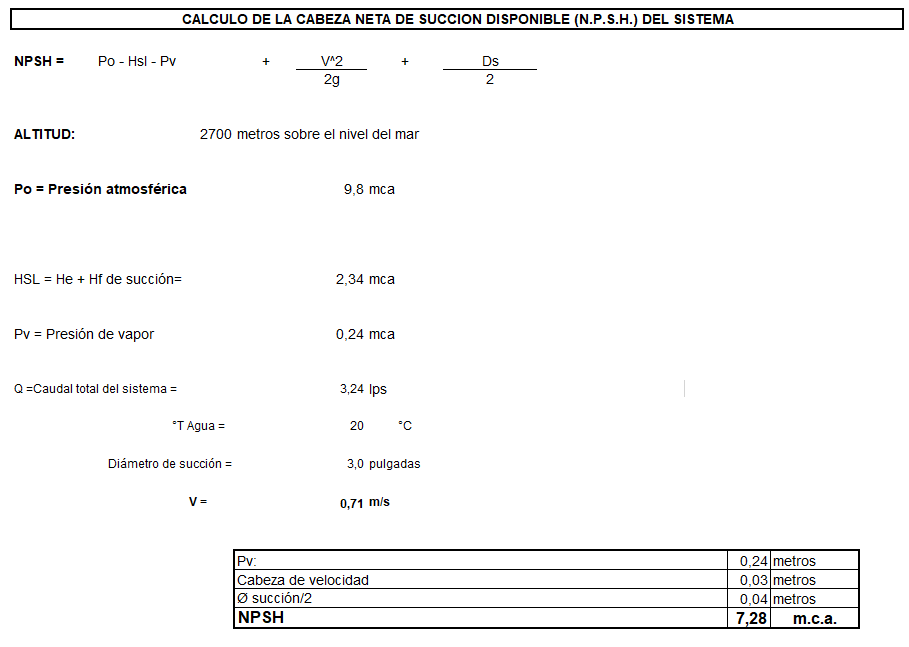 CALCULO DE LA CABEZA NETA DE SUCCION DISPONIBLE (N.P.S.H.) DEL SISTEMA
NPSH = Po - Hsl - Pv + V^2 + Ds
2g 2
ALTITUD: 2700 metros sobre el nivel del mar
Po = Presión atmosférica 9,8 mca
HSL = He + Hf de succión= 2,34 mca
Pv = Presión de vapor 0,24 mca
Q =Caudal total del sistema = 3,24 lps
°T Agua = 20 °C
Diámetro de succión = 3,0 pulgadas
V = 0,71 m/s
Pv: 0,24 metros
Cabeza de velocidad 0,03 metros
Ø succión/2 0,04 metros
NPSH 7,28 m.c.a.